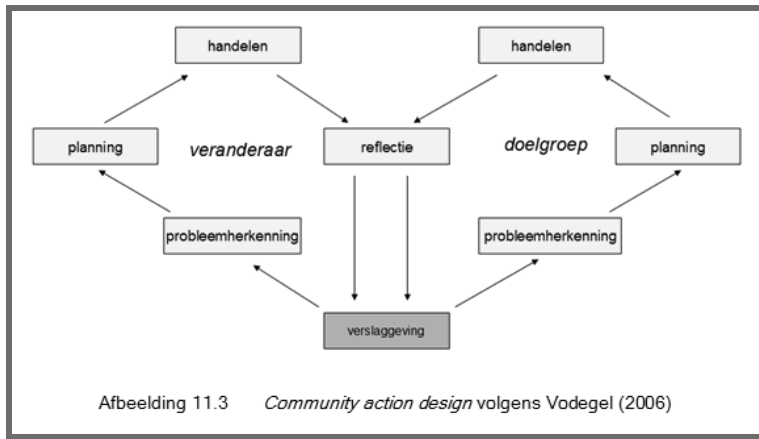 handelen
handelen
planning
veranderaar
reflectie
doelgroep
planning
probleemherkenning
probleemherkenning
verslaggeving
Afbeelding 11.3 Community action design volgens Vodegel (2006)